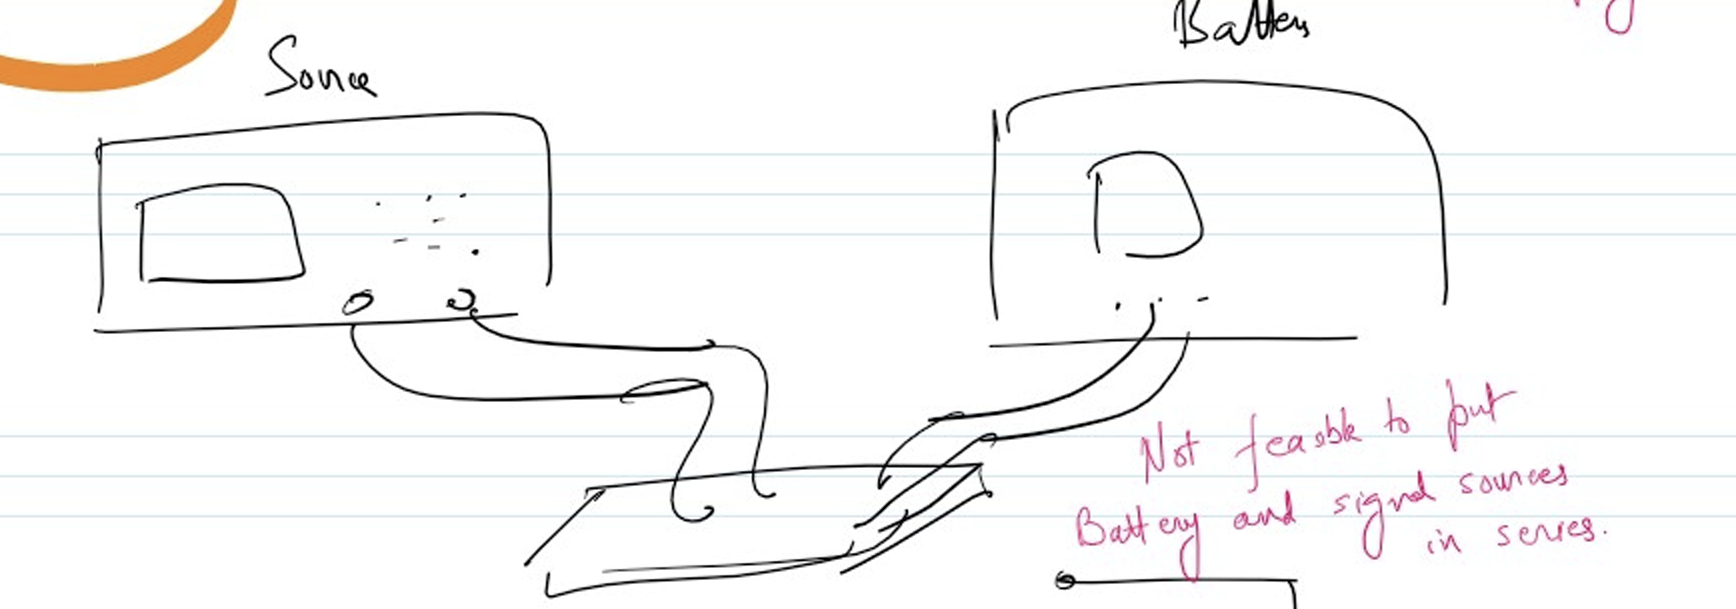 Source
Battery
Not feasible to put
Battery and signal sources
in series.